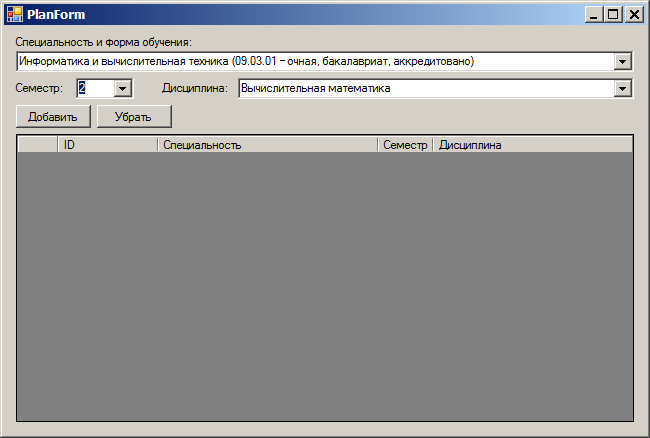 PlanForm
Специальность и форма обучения:
Информатика и вычислительная техника (09.03.01 – очная, бакалавриат, аккредитовано)
Семестр: 2 Дисциплина: Вычислительная математика
Добавить Убрать
ID Специальность Семестр Дисциплина